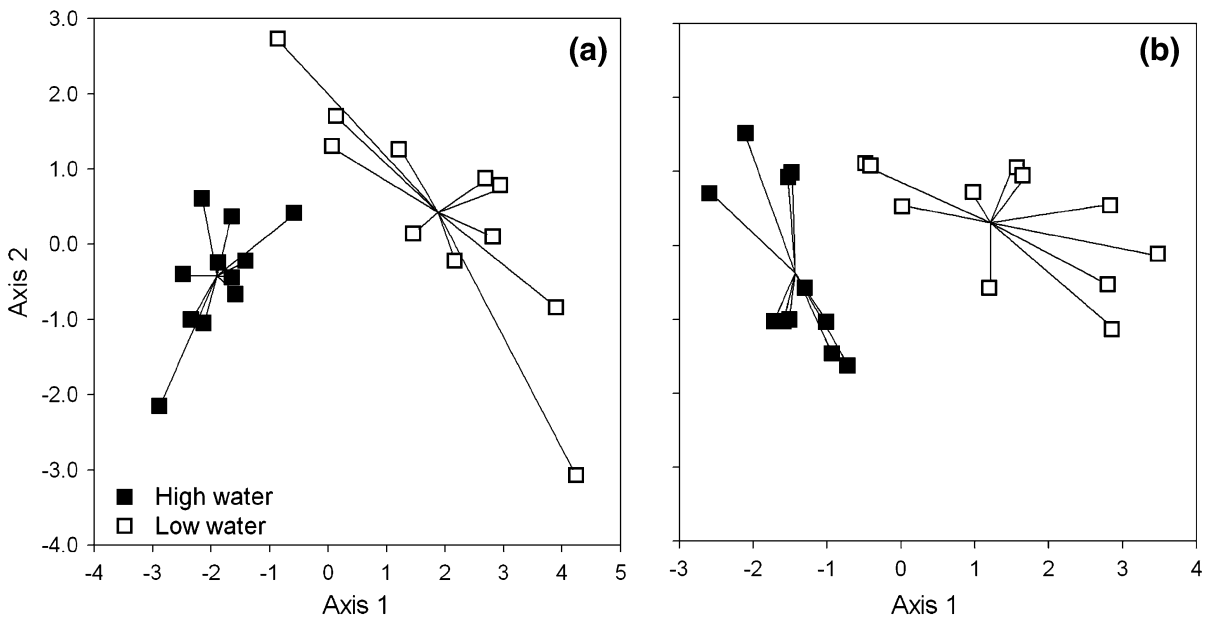 (a)
3.0
2.0
1.0
0.0
-1.0
-2.0
-3.0
-4.0
Axis 2
High water
Low water
-4 -3 -2 -1 0 1 2 3 4 5
Axis 1
(b)
-3 -2 -1 0 1 2 3 4
Axis 1